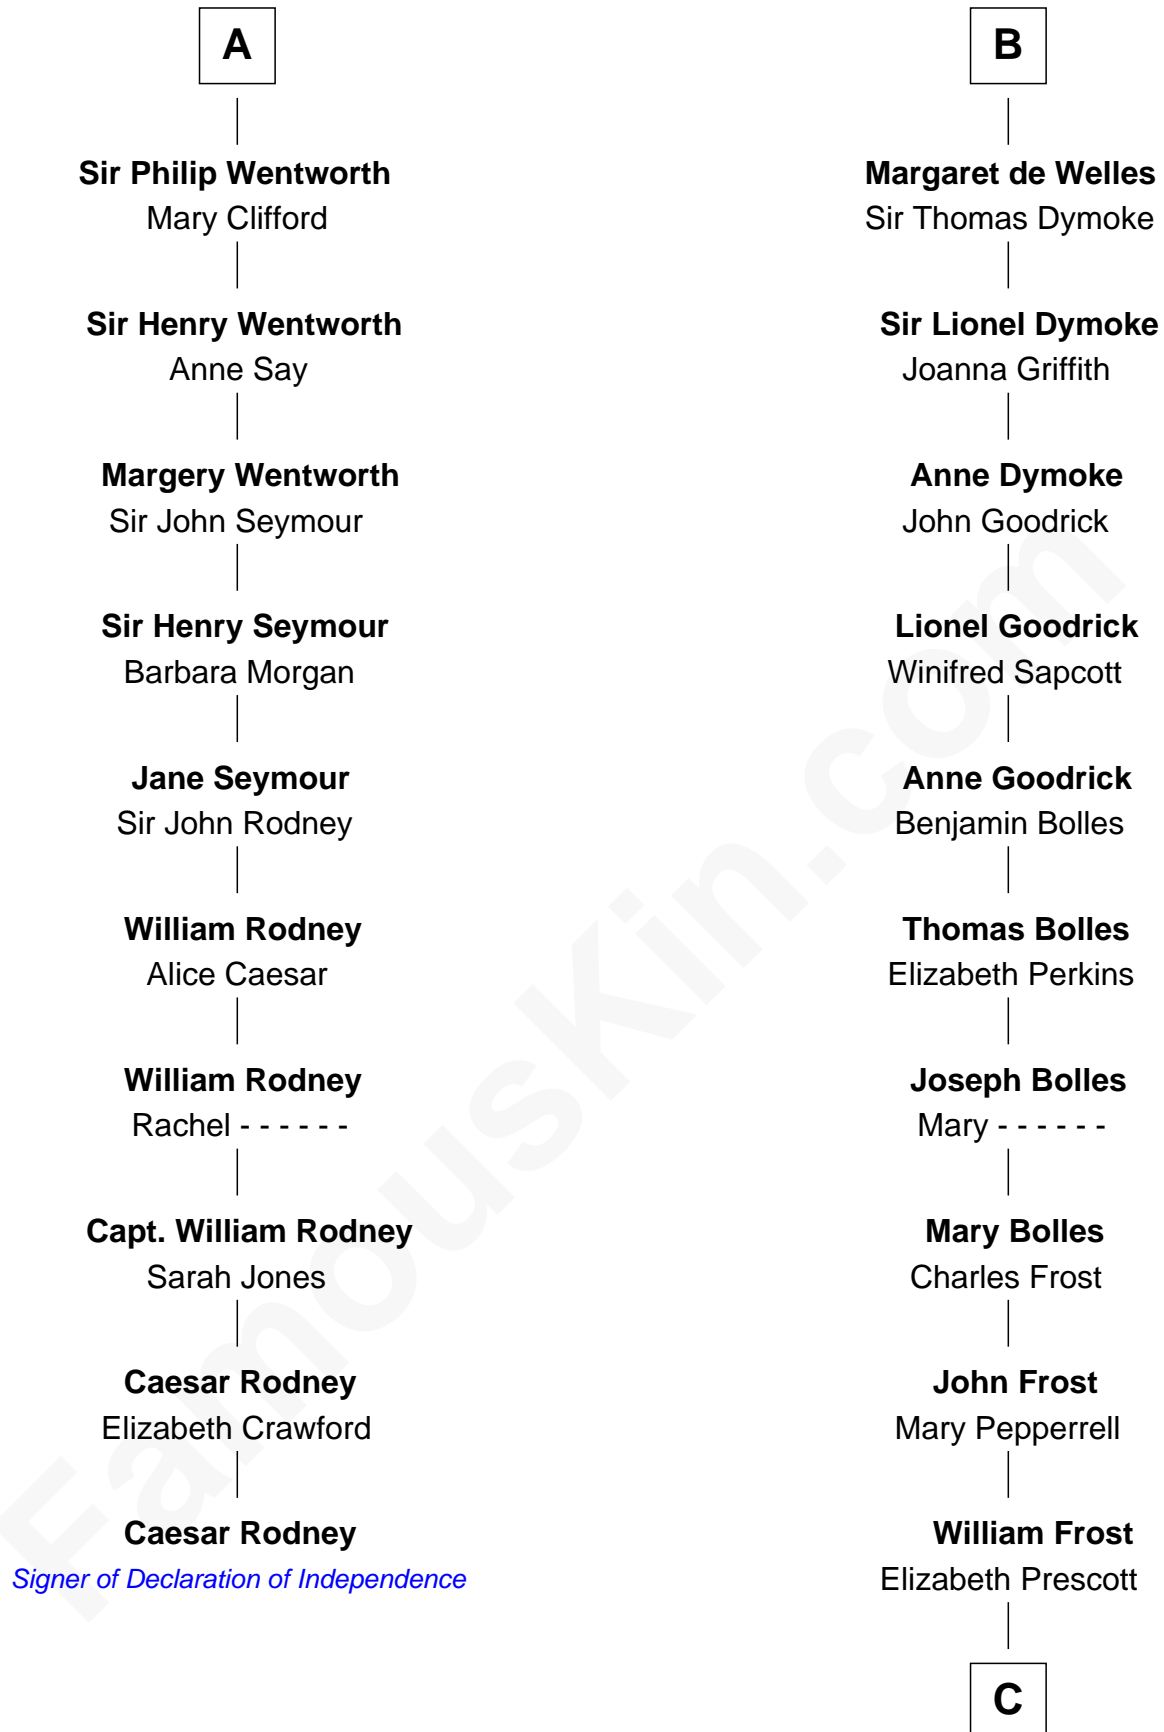 A
Sir Philip Wentworth
Mary Clifford
Sir Henry Wentworth
Anne Say
Margery Wentworth
Sir John Seymour
Sir Henry Seymour
Barbara Morgan
Jane Seymour
Sir John Rodney
William Rodney
Alice Caesar
William Rodney
Rachel - - - - - -
Capt. William Rodney
Sarah Jones
Caesar Rodney
Elizabeth Crawford
Caesar Rodney
Signer of Declaration of Independence
B
Margaret de Welles
Sir Thomas Dymoke
Sir Lionel Dymoke
Joanna Griffith
Anne Dymoke
John Goodrick
Lionel Goodrick
Winifred Sapcott
Anne Goodrick
Benjamin Bolles
Thomas Bolles
Elizabeth Perkins
Joseph Bolles
Mary - - - - - -
Mary Bolles
Charles Frost
John Frost
Mary Pepperrell
William Frost
Elizabeth Prescott
C
FamousKin.com